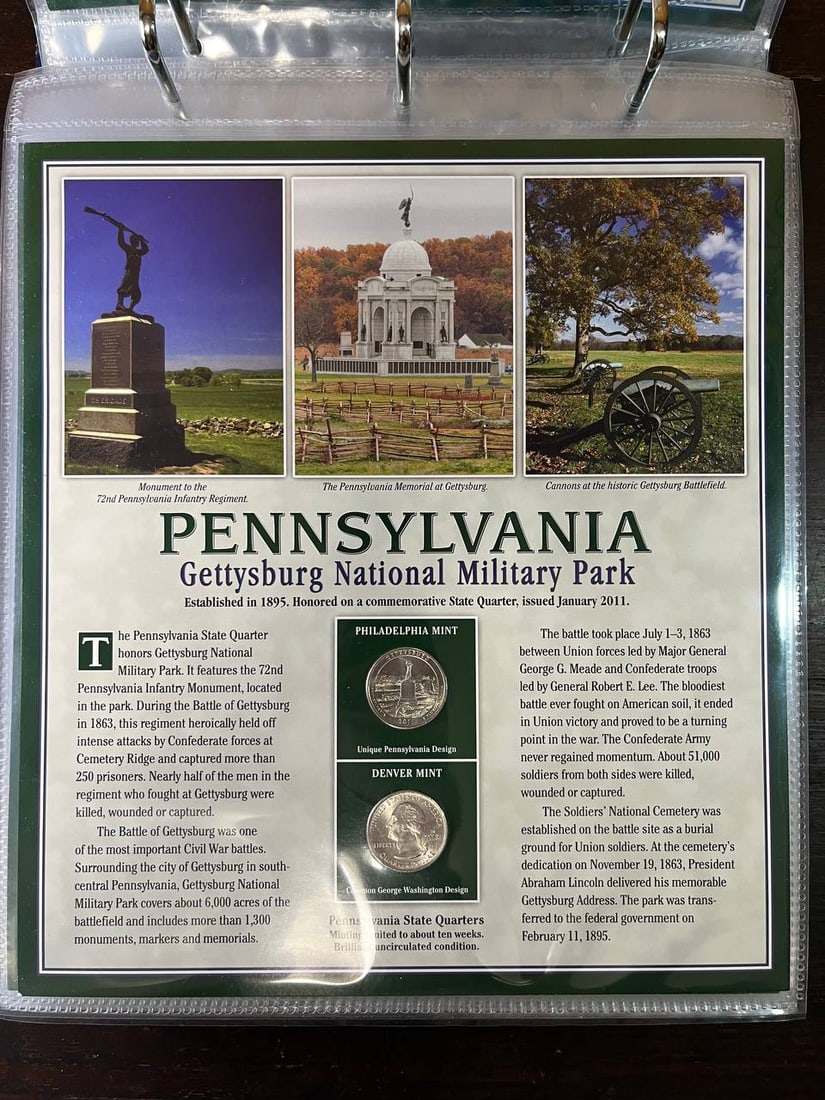 Monument to the
72nd Pennsylvania Infantry Regiment.
The Pennsylvania Memorial at Gettysburg.
Cannons at the historic Gettysburg Battlefield.
PENNSYLVANIA
Gettysburg National Military Park
Established in 1895. Honored on a commemorative State Quarter, issued January 2011.
The Pennsylvania State Quarter
honors Gettysburg National
Military Park. It features the 72nd
Pennsylvania Infantry Monument, located
in the park. During the Battle of Gettysburg
in 1863, this regiment heroically held off
intense attacks by Confederate forces at
Cemetery Ridge and captured more than
250 prisoners. Nearly half of the men in the
regiment who fought at Gettysburg were
killed, wounded or captured.
The Battle of Gettysburg was one
of the most important Civil War battles.
Surrounding the city of Gettysburg in south-
central Pennsylvania, Gettysburg National
Military Park covers about 6,000 acres of the
battlefield and includes more than 1,300
monuments, markers and memorials.
PHILADELPHIA MINT
GETTYSBURG
Unique Pennsylvania Design
DENVER MINT
LIBERTY
Common George Washington Design
Pennsylvania State Quarters
Minting limited to about ten weeks.
Brilliant uncirculated condition.
The battle took place July 1–3, 1863
between Union forces led by Major General
George G. Meade and Confederate troops
led by General Robert E. Lee. The bloodiest
battle ever fought on American soil, it ended
in Union victory and proved to be a turning
point in the war. The Confederate Army
never regained momentum. About 51,000
soldiers from both sides were killed,
wounded or captured.
The Soldiers' National Cemetery was
established on the battle site as a burial
ground for Union soldiers. At the cemetery's
dedication on November 19, 1863, President
Abraham Lincoln delivered his memorable
Gettysburg Address. The park was trans-
ferred to the federal government on
February 11, 1895.